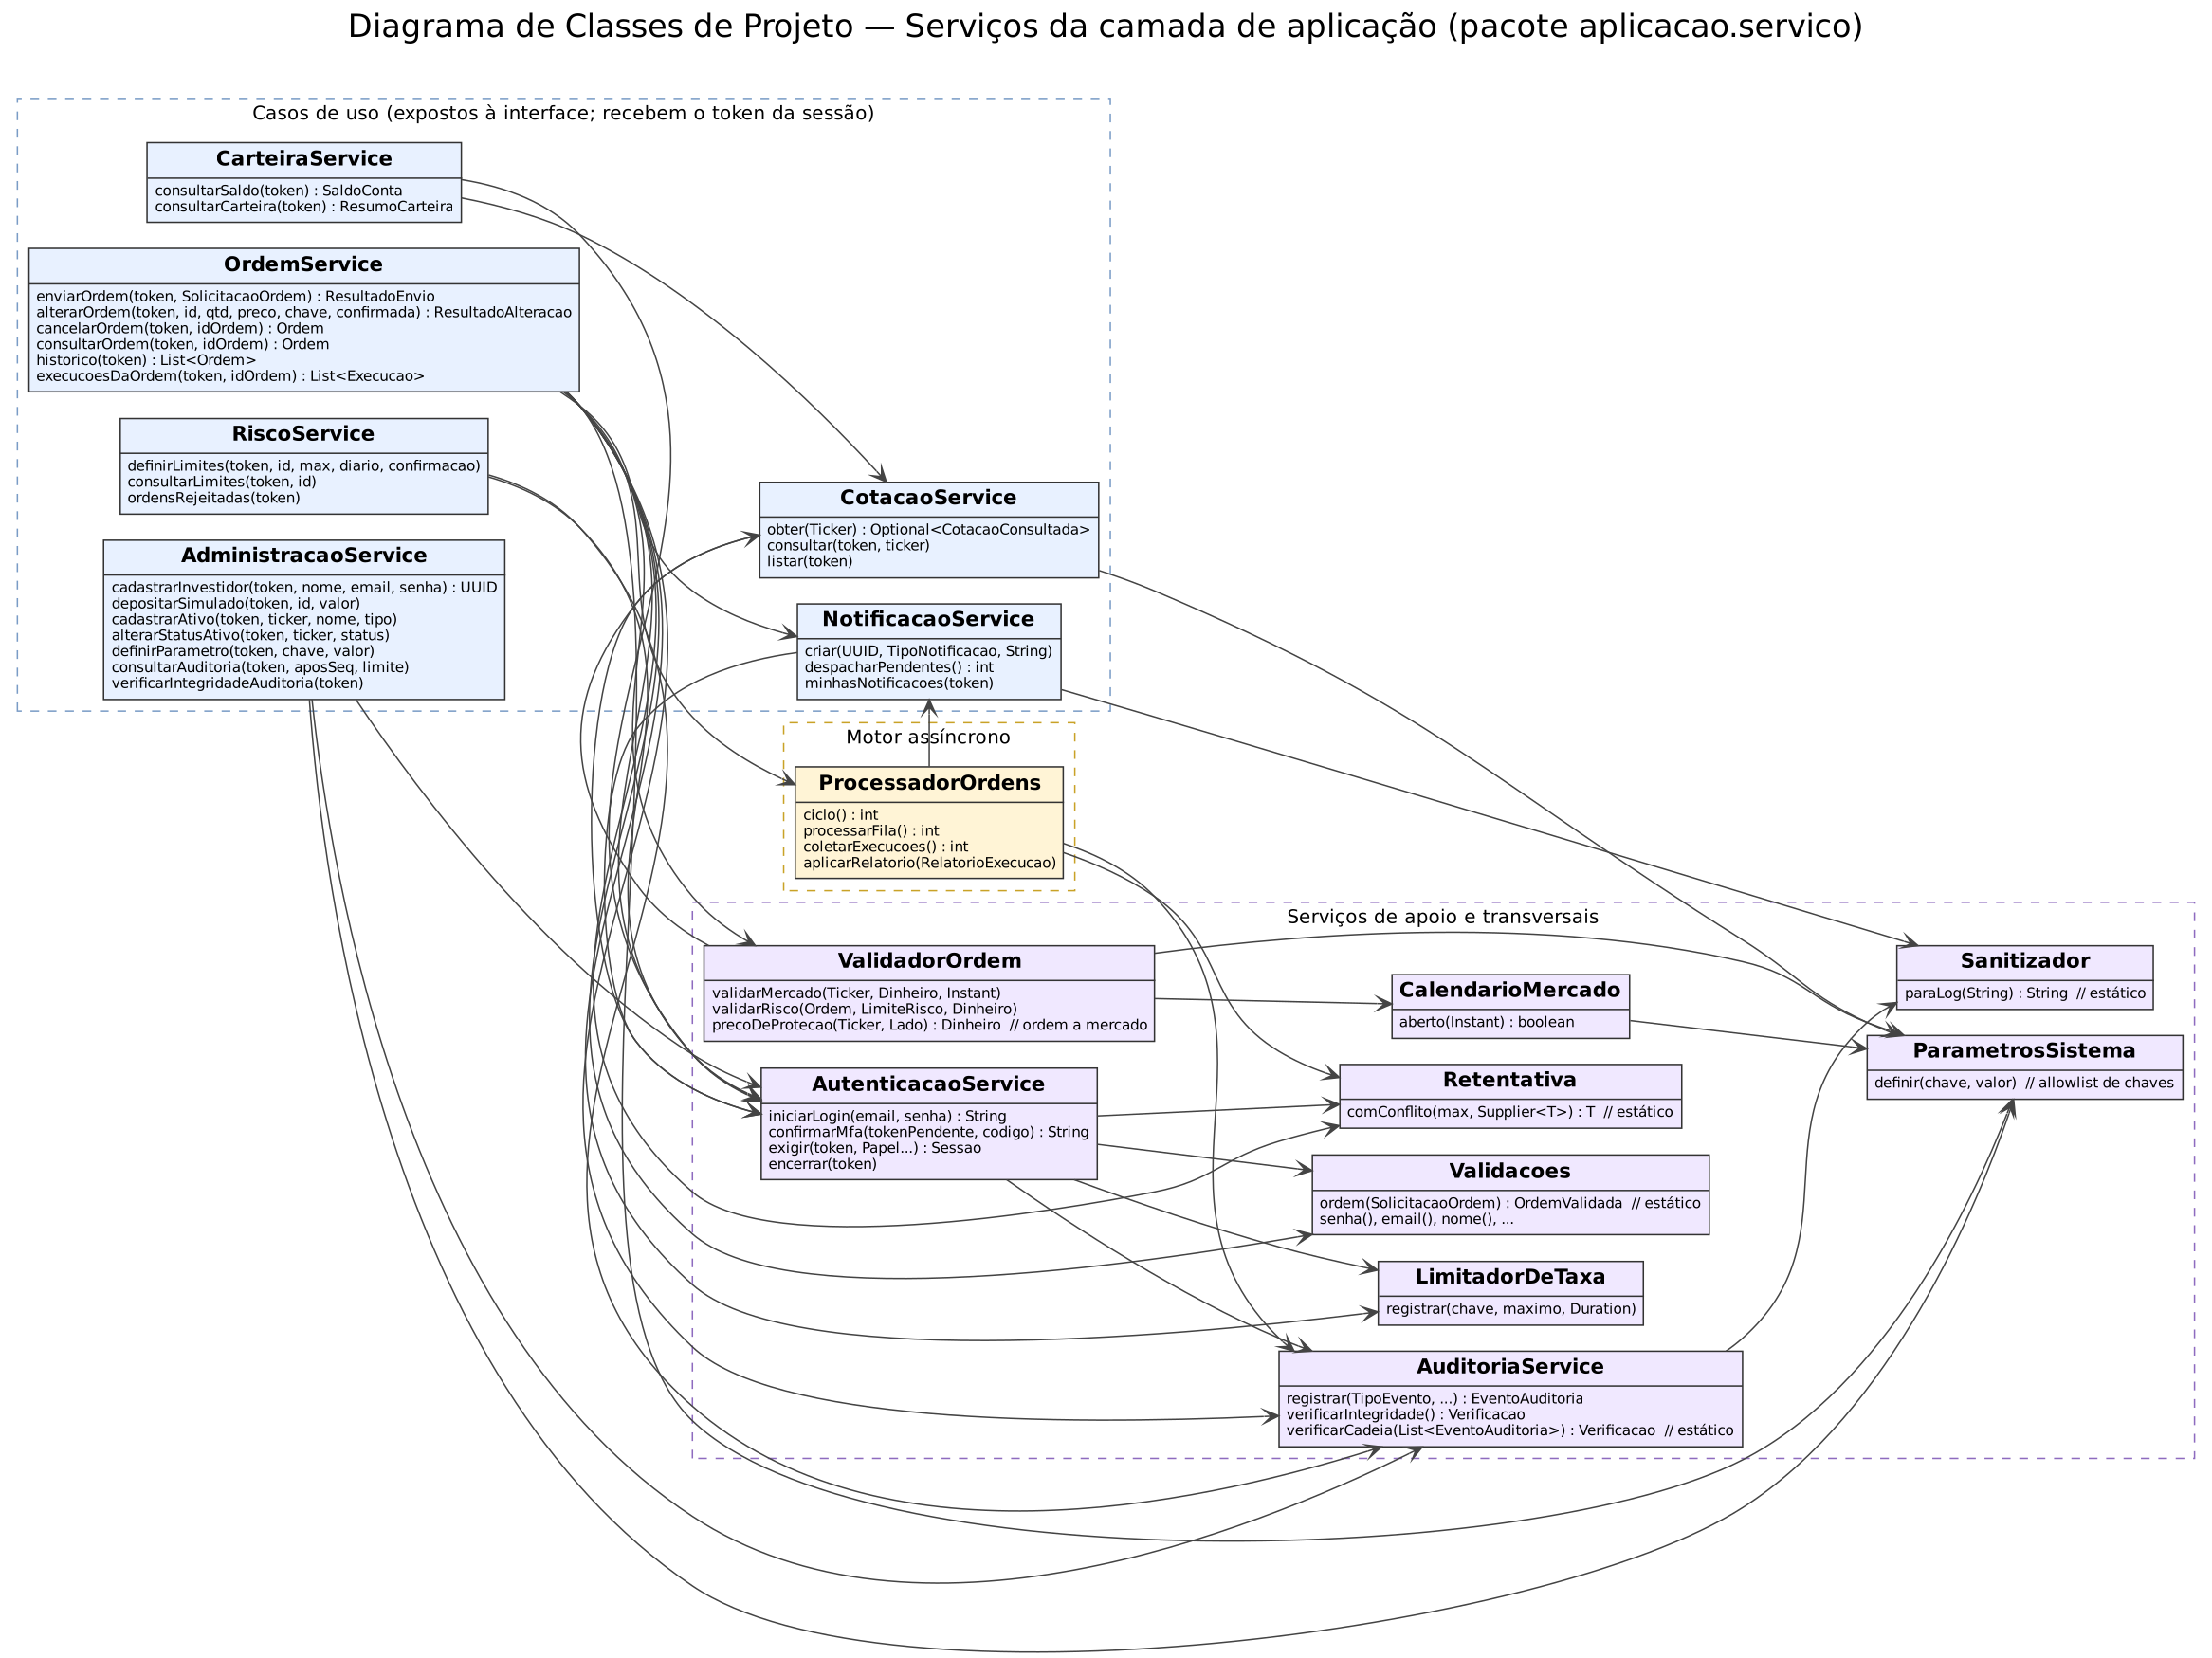 Diagrama de Classes de Projeto — Serviços da camada de aplicação (pacote aplicacao.servico)
Casos de uso (expostos à interface; recebem o token da sessão)
CarteiraService
consultarSaldo(token) : SaldoConta
consultarCarteira(token) : ResumoCarteira
OrdemService
enviarOrdem(token, SolicitacaoOrdem) : ResultadoEnvio
alterarOrdem(token, id, qtd, preco, chave, confirmada) : ResultadoAlteracao
cancelarOrdem(token, idOrdem) : Ordem
consultarOrdem(token, idOrdem) : Ordem
historico(token) : List<Ordem>
execucoesDaOrdem(token, idOrdem) : List<Execucao>
RiscoService
definirLimites(token, id, max, diario, confirmacao)
consultarLimites(token, id)
ordensRejeitadas(token)
AdministracaoService
cadastrarInvestidor(token, nome, email, senha) : UUID
depositarSimulado(token, id, valor)
cadastrarAtivo(token, ticker, nome, tipo)
alterarStatusAtivo(token, ticker, status)
definirParametro(token, chave, valor)
consultarAuditoria(token, aposSeq, limite)
verificarIntegridadeAuditoria(token)
CotacaoService
obter(Ticker) : Optional<CotacaoConsultada>
consultar(token, ticker)
listar(token)
NotificacaoService
criar(UUID, TipoNotificacao, String)
despacharPendentes() : int
minhasNotificacoes(token)
Motor assíncrono
ProcessadorOrdens
ciclo() : int
processarFila() : int
coletarExecucoes() : int
aplicarRelatorio(RelatorioExecucao)
Serviços de apoio e transversais
ValidadorOrdem
validarMercado(Ticker, Dinheiro, Instant)
validarRisco(Ordem, LimiteRisco, Dinheiro)
precoDeProtecao(Ticker, Lado) : Dinheiro // ordem a mercado
AutenticacaoService
iniciarLogin(email, senha) : String
confirmarMfa(tokenPendente, codigo) : String
exigir(token, Papel...) : Sessao
encerrar(token)
CalendarioMercado
aberto(Instant) : boolean
Retentativa
comConflito(max, Supplier<T>) : T // estático
Validacoes
ordem(SolicitacaoOrdem) : OrdemValidada // estático
senha(), email(), nome(), ...
LimitadorDeTaxa
registrar(chave, maximo, Duration)
AuditoriaService
registrar(TipoEvento, ...) : EventoAuditoria
verificarIntegridade() : Verificacao
verificarCadeia(List<EventoAuditoria>) : Verificacao // estático
Sanitizador
paraLog(String) : String // estático
ParametrosSistema
definir(chave, valor) // allowlist de chaves